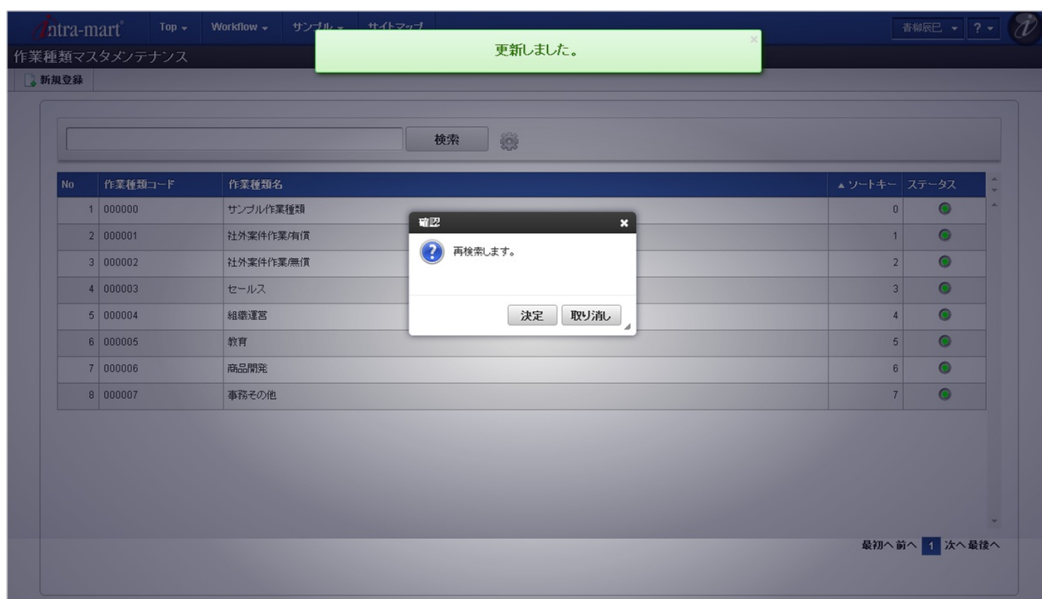 intra-mart Top Workflow サンプル サイトマップ 青柳辰巳 ?
更新しました。 ×
作業種類マスタメンテナンス
新規登録
検索
No 作業種類コード 作業種類名 ▲ソートキー ステータス
1 000000 サンプル作業種類 0
2 000001 社外案件作業/有償 1
3 000002 社外案件作業/無償 2
4 000003 セールス 3
5 000004 組織運営 4
6 000005 教育 5
7 000006 商品開発 6
8 000007 事務その他 7
確認
再検索します。
決定 取り消し
最初へ 前へ 1 次へ 最後へ